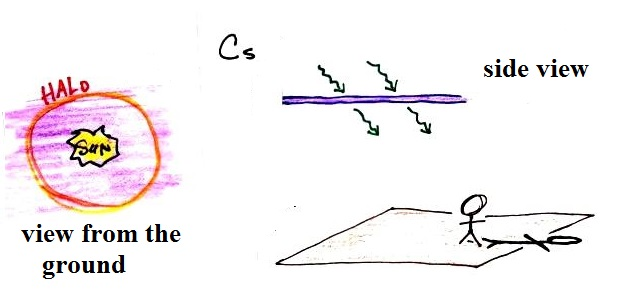 HALO
Cs
side view
SUN
view from the
ground